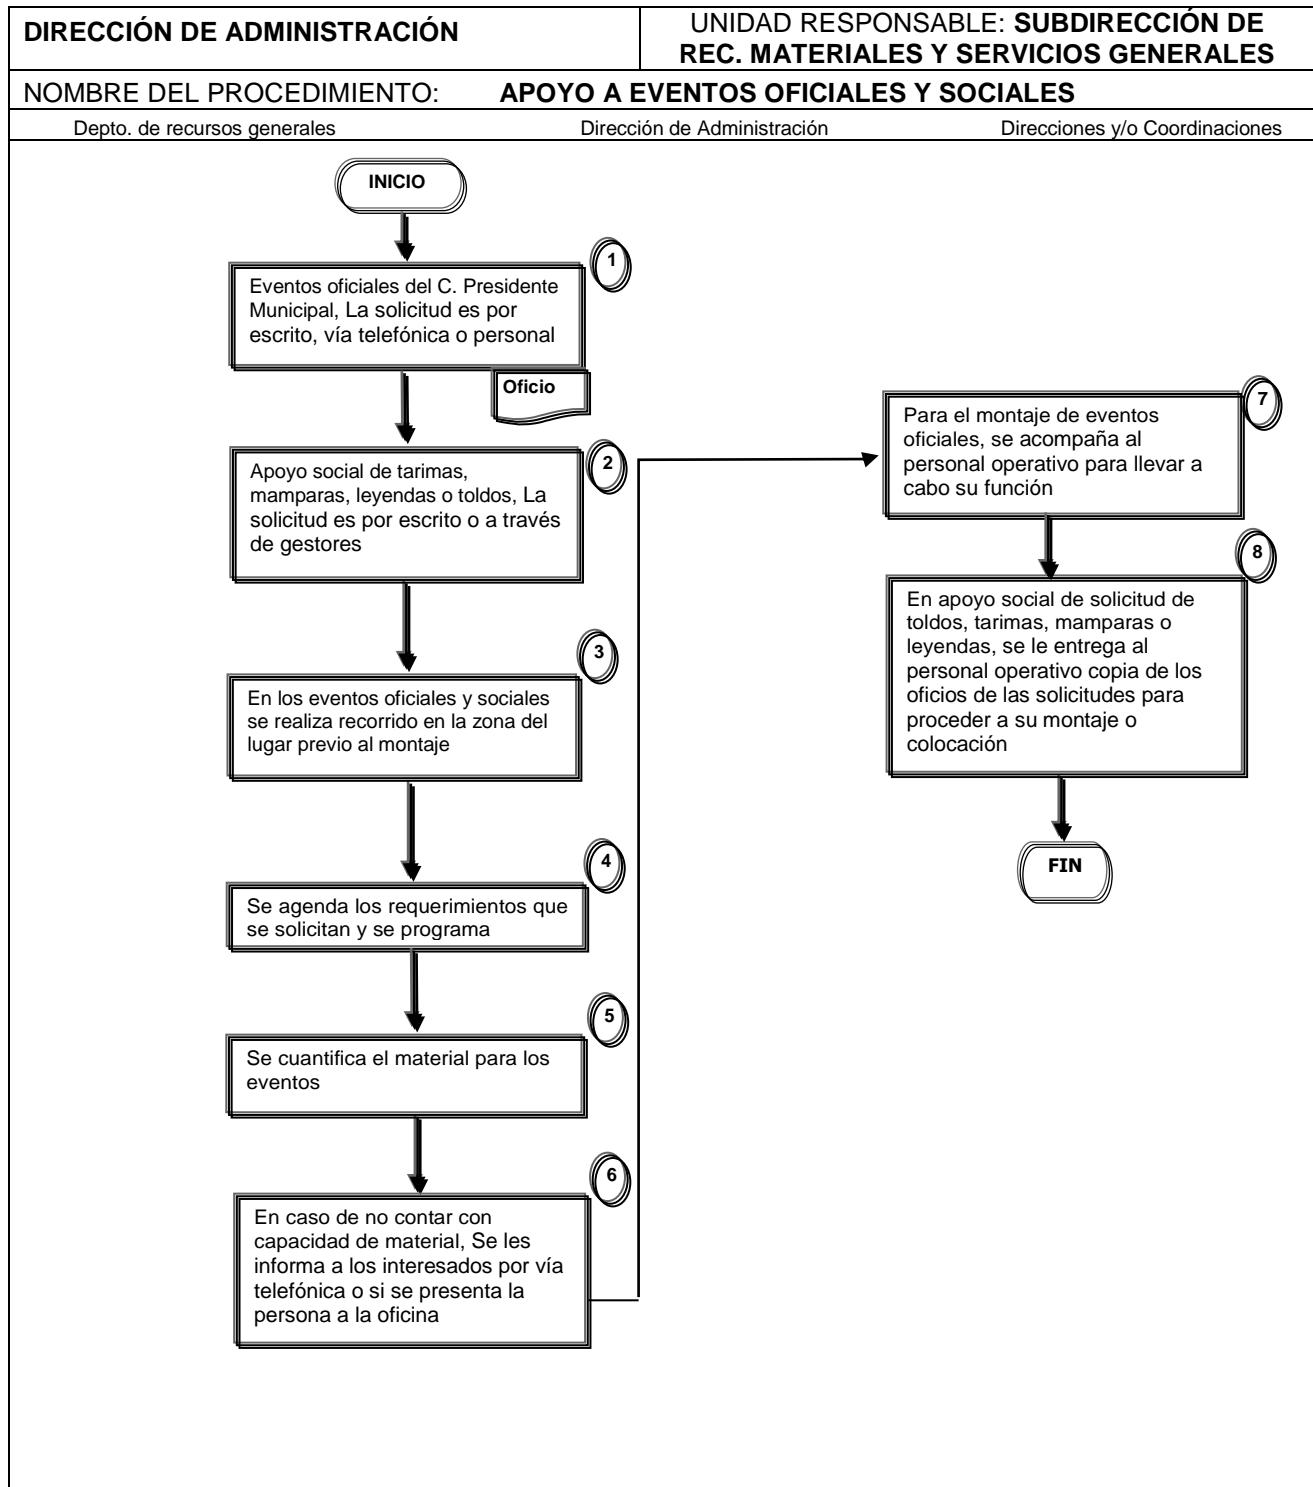 DIRECCIÓN DE ADMINISTRACIÓN
UNIDAD RESPONSABLE: SUBDIRECCIÓN DE
REC. MATERIALES Y SERVICIOS GENERALES
NOMBRE DEL PROCEDIMIENTO: APOYO A EVENTOS OFICIALES Y SOCIALES
Depto. de recursos generales
Dirección de Administración
Direcciones y/o Coordinaciones
INICIO
1
Eventos oficiales del C. Presidente
Municipal, La solicitud es por
escrito, vía telefónica o personal
Oficio
2
Apoyo social de tarimas,
mamparas, leyendas o toldos, La
solicitud es por escrito o a través
de gestores
3
En los eventos oficiales y sociales
se realiza recorrido en la zona del
lugar previo al montaje
4
Se agenda los requerimientos que
se solicitan y se programa
5
Se cuantifica el material para los
eventos
6
En caso de no contar con
capacidad de material, Se les
informa a los interesados por vía
telefónica o si se presenta la
persona a la oficina
7
Para el montaje de eventos
oficiales, se acompaña al
personal operativo para llevar a
cabo su función
8
En apoyo social de solicitud de
toldos, tarimas, mamparas o
leyendas, se le entrega al
personal operativo copia de los
oficios de las solicitudes para
proceder a su montaje o
colocación
FIN